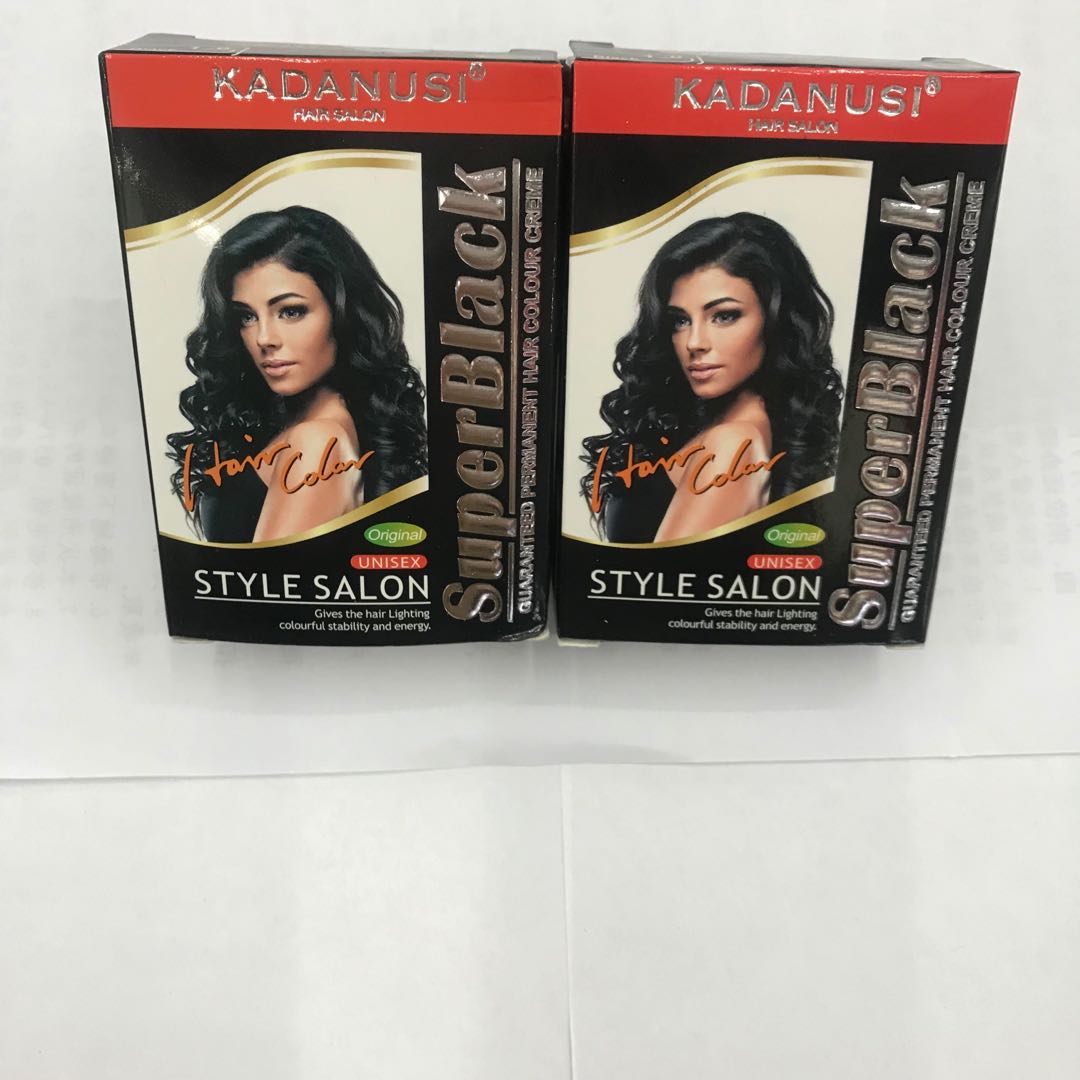 KADANUSI®
HAIR SALON
SuperBlack
GUARANTEED PERMANENT HAIR COLOUR CREME
Hair Color
Original
UNISEX
STYLE SALON
Gives the hair Lighting
colourful stability and energy.
KADANUSI®
HAIR SALON
SuperBlack
GUARANTEED PERMANENT HAIR COLOUR CREME
Hair Color
Original
UNISEX
STYLE SALON
Gives the hair Lighting
colourful stability and energy.